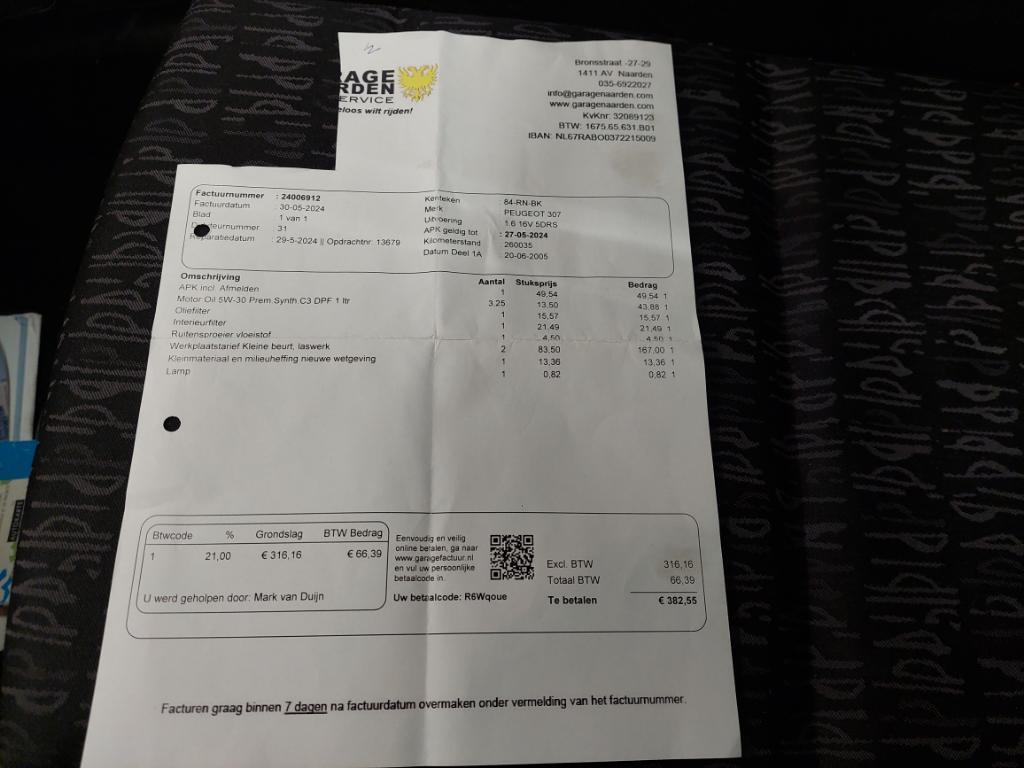 RAGE
RDEN
ERVICE
eloos wilt rijden!
Bronsstraat -27-29
1411 AV Naarden
035-6922027
info@garagenaarden.com
www.garagenaarden.com
KvKnr: 32089123
BTW: 1675.65.631.B01
IBAN: NL67RABO0372215009
Factuurnummer : 24006912
Factuurdatum : 30-05-2024
Blad : 1 van 1
teurnummer : 31
Reparatiedatum : 29-5-2024 || Opdrachtnr: 13679
Kenteken : 84-RN-BK
Merk : PEUGEOT 307
Uitvoering : 1.6 16V 5DRS
APK geldig tot : 27-05-2024
Kilometerstand : 260035
Datum Deel 1A : 20-06-2005
Omschrijving Aantal Stuksprijs Bedrag
APK incl. Afmelden 1 49,54 49,54 1
Motor Oil 5W-30 Prem.Synth.C3 DPF 1 ltr 3.25 13,50 43,88 1
Oliefilter 1 15,57 15,57 1
Interieurfilter 1 21,49 21,49 1
Ruitensproeier vloeistof 1 4,50 4,50 1
Werkplaatstarief Kleine beurt, laswerk 2 83,50 167,00 1
Kleinmateriaal en milieuheffing nieuwe wetgeving 1 13,36 13,36 1
Lamp 1 0,82 0,82 1
Btwcode % Grondslag BTW Bedrag
1 21,00 € 316,16 € 66,39
U werd geholpen door: Mark van Duijn
Eenvoudig en veilig
online betalen, ga naar
www.garagefactuur.nl
en vul uw persoonlijke
betaalcode in.
Uw betaalcode: R6Wqoue
Excl. BTW 316,16
Totaal BTW 66,39
Te betalen € 382,55
Facturen graag binnen 7 dagen na factuurdatum overmaken onder vermelding van het factuurnummer.